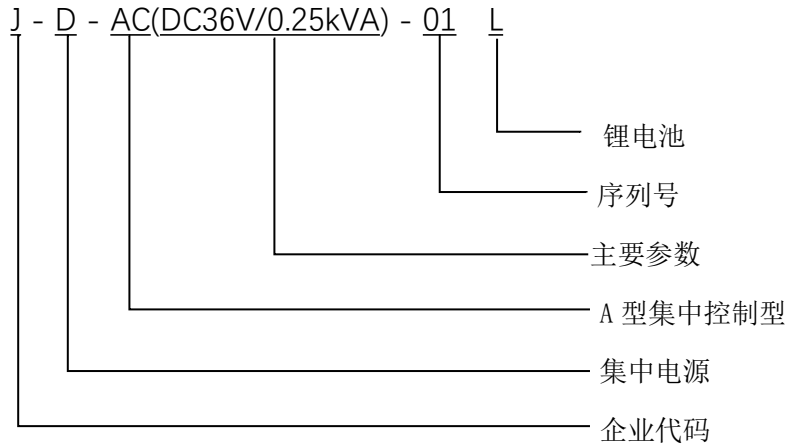 J - D - AC(DC36V/0.25kVA) - 01 L
锂电池
序列号
主要参数
A 型集中控制型
集中电源
企业代码